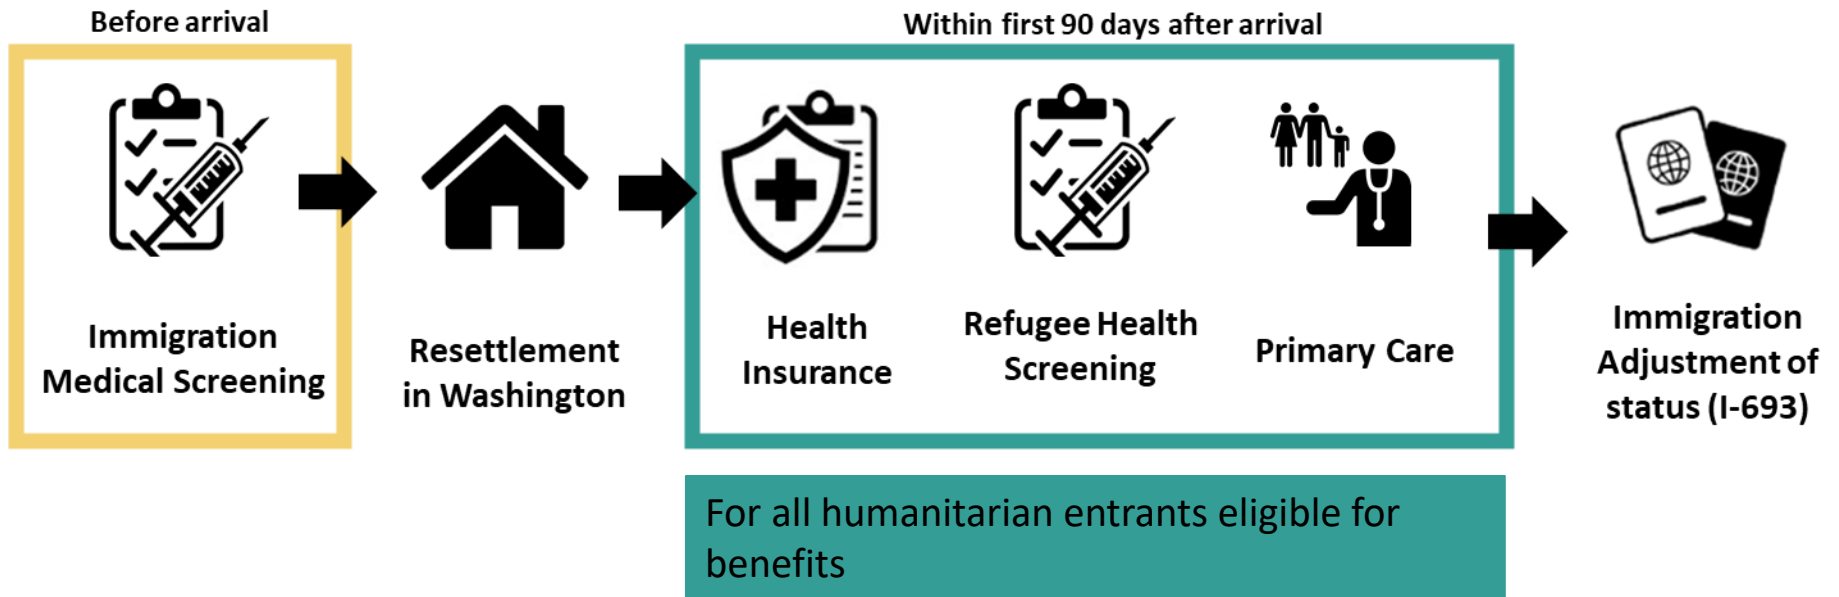 Before arrival
Immigration
Medical Screening
Resettlement
in Washington
Within first 90 days after arrival
Health
Insurance
Refugee Health
Screening
Primary Care
For all humanitarian entrants eligible for
benefits
Immigration
Adjustment of
status (I-693)